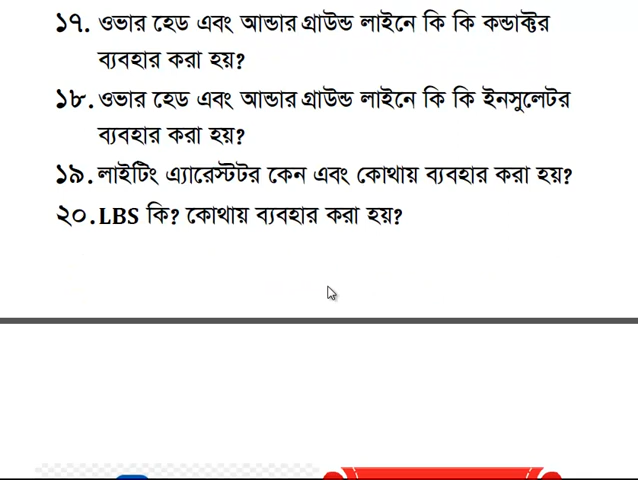 ১৭. ওভার হেড এবং আন্ডার গ্রাউন্ড লাইনে কি কি কন্ডাক্টর
ব্যবহার করা হয়?
১৮. ওভার হেড এবং আন্ডার গ্রাউন্ড লাইনে কি কি ইনসুলেটর
ব্যবহার করা হয়?
১৯. লাইটিং এ্যারেস্টটর কেন এবং কোথায় ব্যবহার করা হয়?
২০. LBS কি? কোথায় ব্যবহার করা হয়?